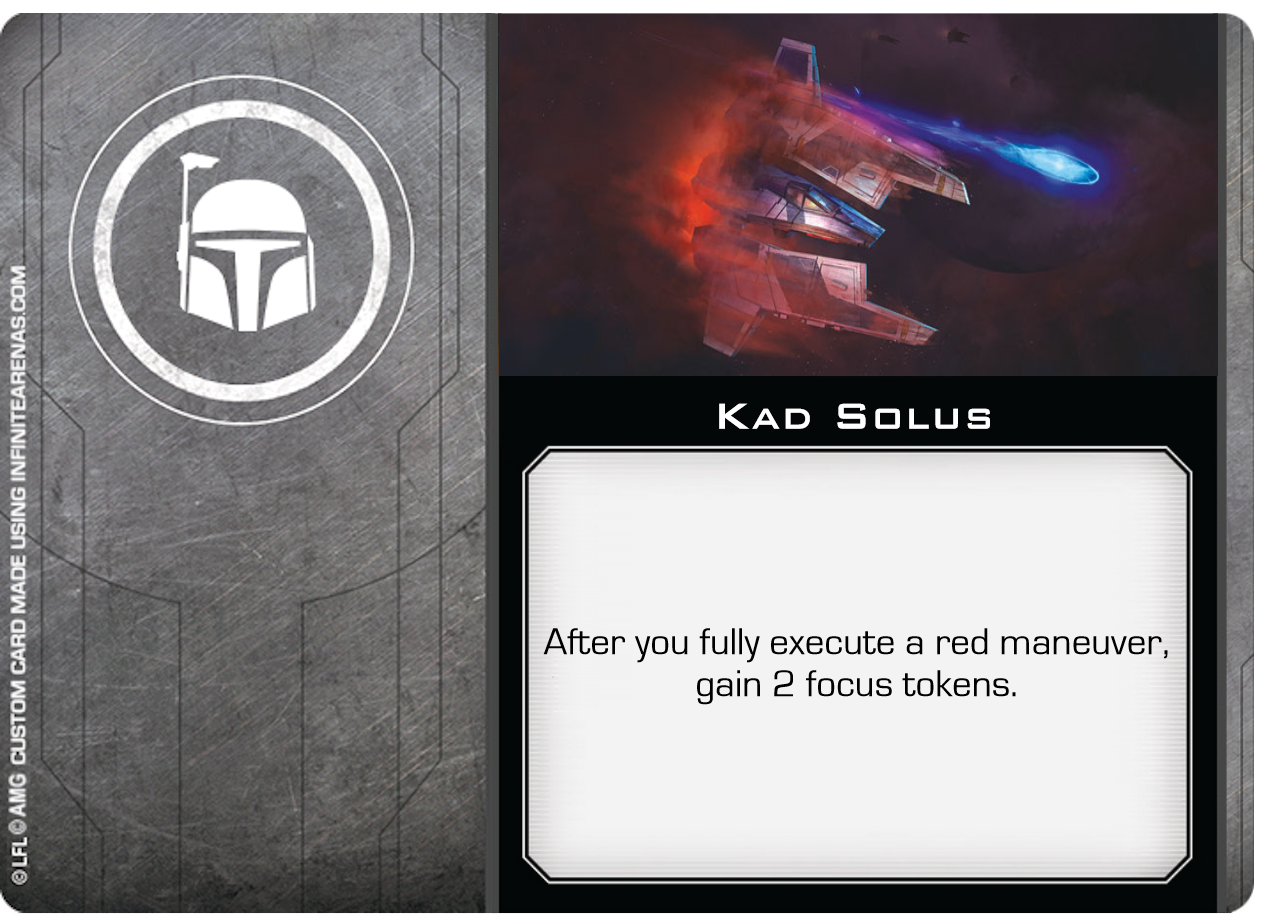 ©LFL ©AMG CUSTOM CARD MADE USING INFINITEARENAS.COM
Kad Solus
After you fully execute a red maneuver,
gain 2 focus tokens.